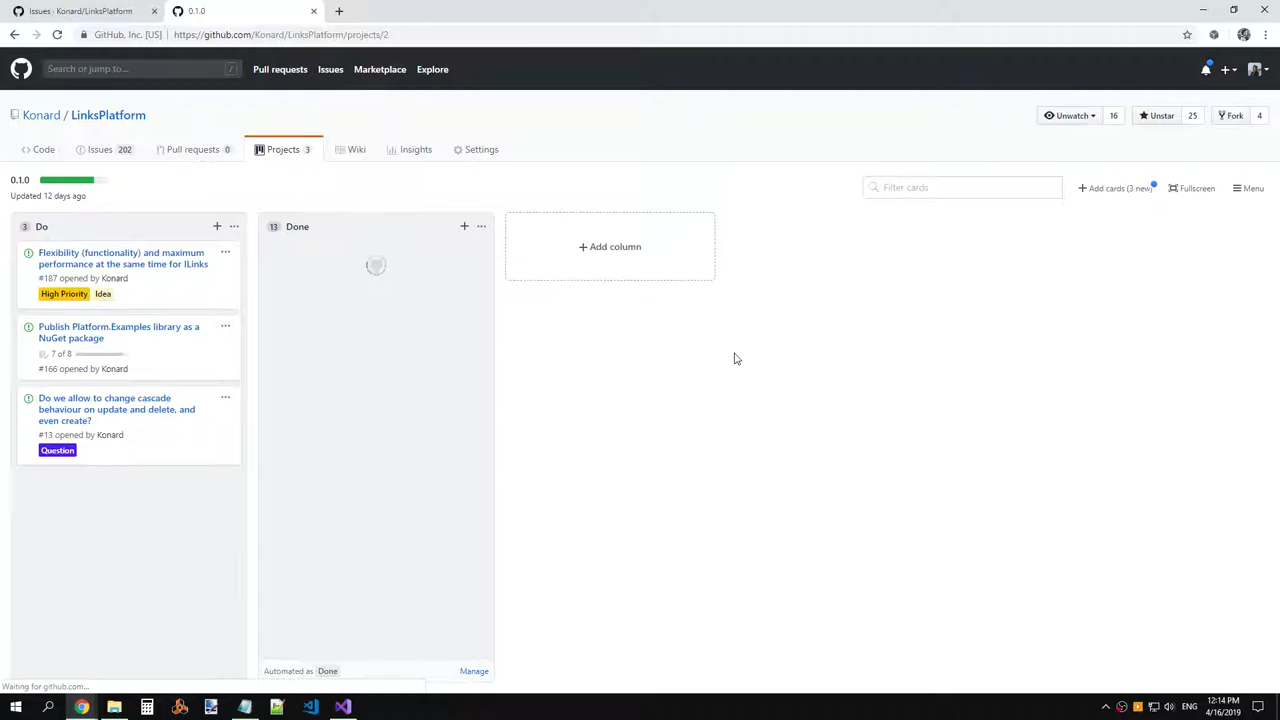 Issues · Konard/LinksPlatform
0.1.0
GitHub, Inc. [US]
https://github.com/Konard/LinksPlatform/projects/2
Search or jump to...
/
Pull requests
Issues
Marketplace
Explore
Konard / LinksPlatform
Unwatch
16
Unstar
25
Fork
4
Code
Issues 202
Pull requests 0
Projects 3
Wiki
Insights
Settings
0.1.0
Updated 12 days ago
Filter cards
Add cards (3 new)
Fullscreen
Menu
3 Do
Flexibility (functionality) and maximum
performance at the same time for ILinks
#187 opened by Konard
High Priority Idea
Publish Platform.Examples library as a
NuGet package
7 of 8
#166 opened by Konard
Do we allow to change cascade
behaviour on update and delete, and
even create?
#13 opened by Konard
Question
13 Done
Automated as Done
Manage
Add column
Waiting for github.com...
ENG
12:14 PM
4/16/2019